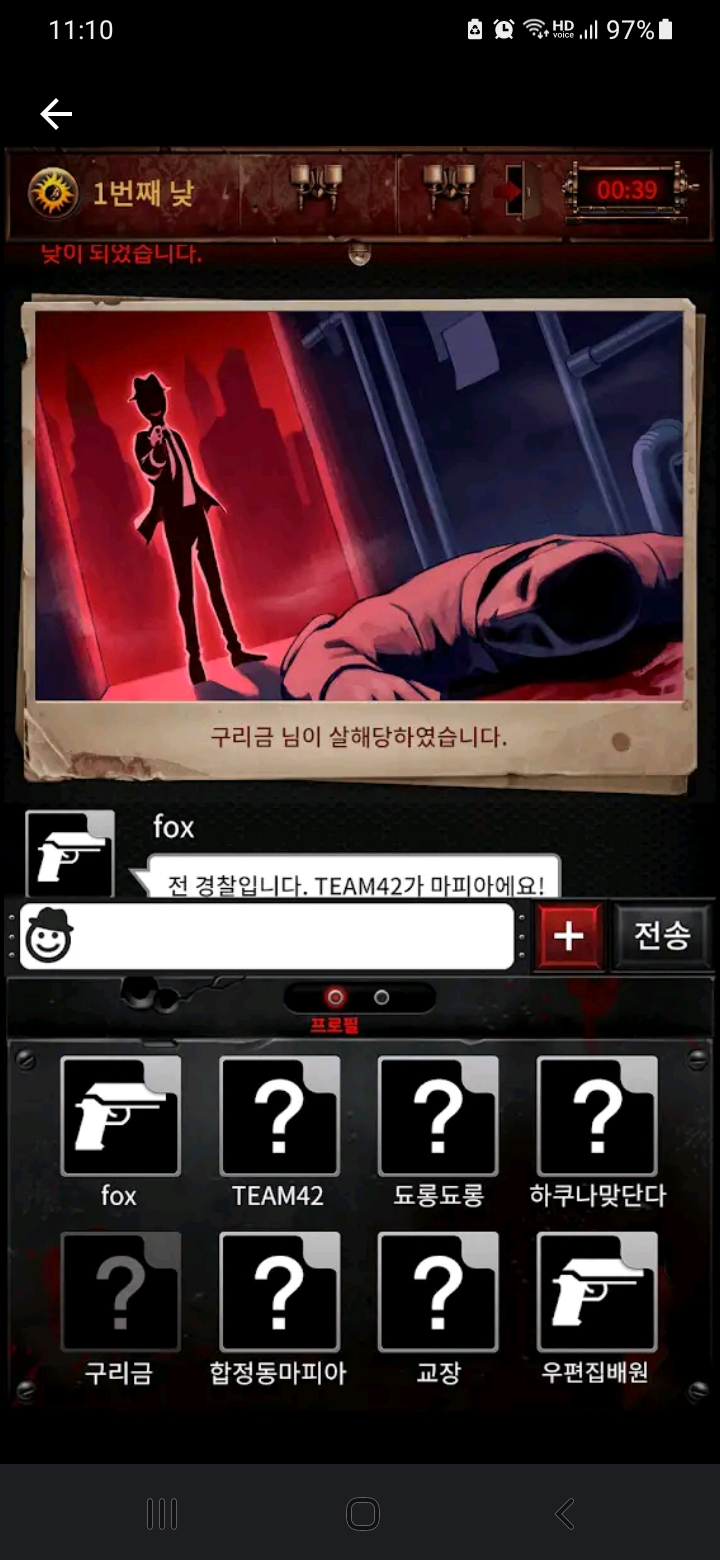 11:10
HD voice 97%
1번째 낮
00:39
낮이 되었습니다.
구리금 님이 살해당하였습니다.
fox
전 경찰입니다. TEAM42가 마피아에요!
전송
프로필
fox TEAM42 됴롱됴롱 하쿠나맞단다
구리금 합정동마피아 교장 우편집배원